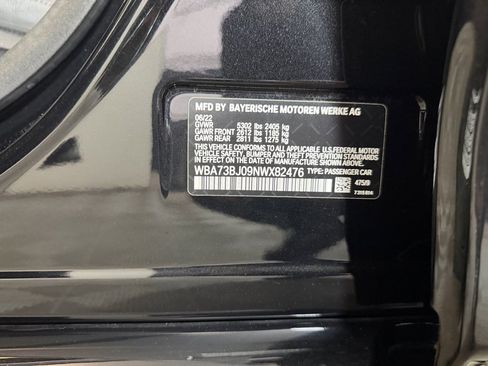 MFD BY BAYERISCHE MOTOREN WERKE AG
06/22
GVWR 5302 lbs 2405 kg
GAWR FRONT 2612 lbs 1185 kg
GAWR REAR 2811 lbs 1275 kg
THIS VEHICLE CONFORMS TO ALL APPLICABLE U.S. FEDERAL MOTOR
VEHICLE SAFETY, BUMPER, AND THEFT PREVENTION STANDARDS
IN EFFECT ON THE DATE OF MANUFACTURE SHOWN ABOVE.
WBA73BJ09NWX82476 TYPE: PASSENGER CAR
475/9